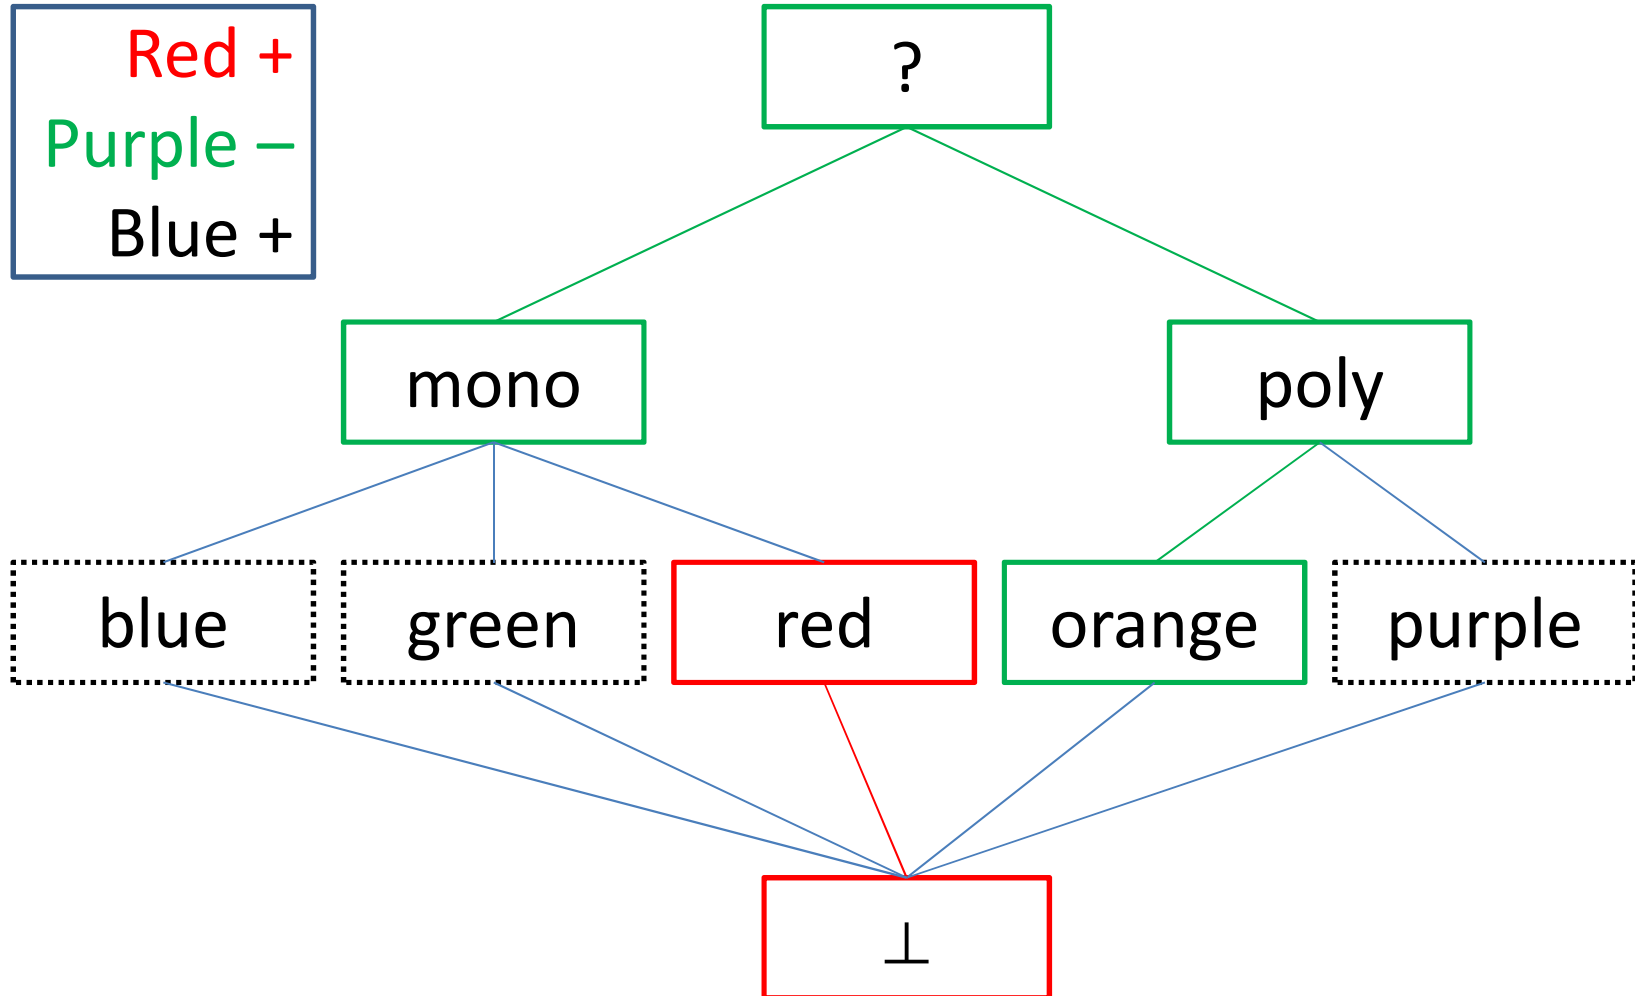 Red +
Purple –
Blue +
?
mono
poly
blue
green
red
orange
purple
⊥